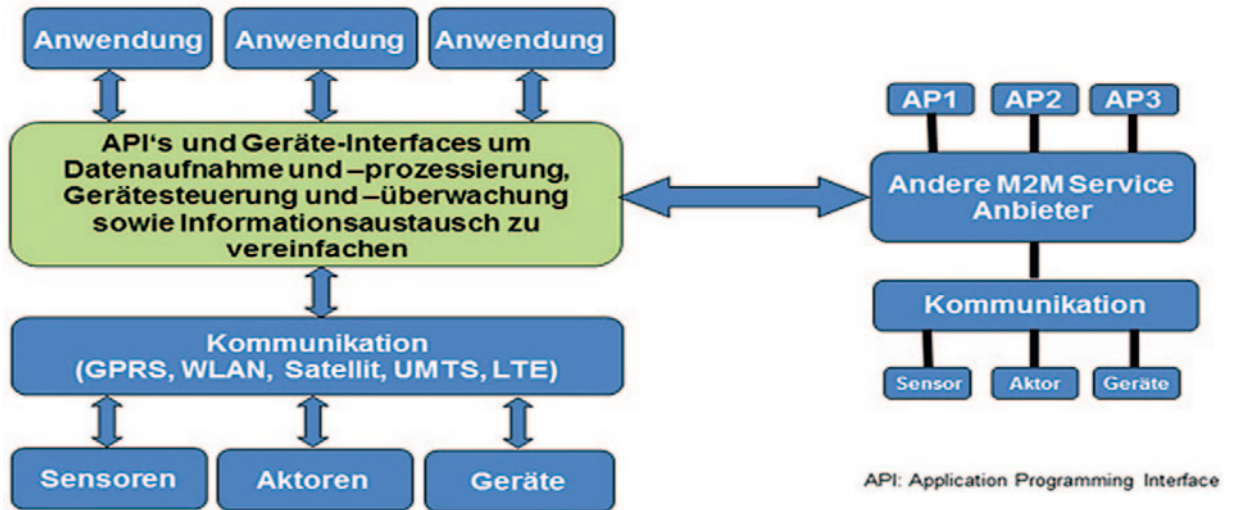 Anwendung
Anwendung
Anwendung
API's und Geräte-Interfaces um
Datenaufnahme und –prozessierung,
Gerätesteuerung und –überwachung
sowie Informationsaustausch zu
vereinfachen
Kommunikation
(GPRS, WLAN, Satellit, UMTS, LTE)
Sensoren
Aktoren
Geräte
AP1
AP2
AP3
Andere M2M Service
Anbieter
Kommunikation
Sensor
Aktor
Geräte
API: Application Programming Interface